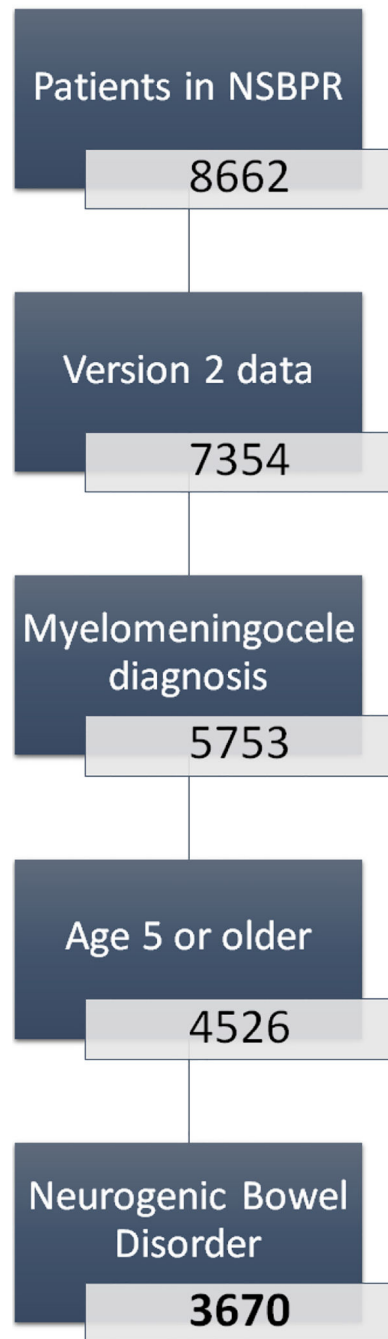 Patients in NSBPR
8662
Version 2 data
7354
Myelomeningocele
diagnosis
5753
Age 5 or older
4526
Neurogenic Bowel
Disorder
3670